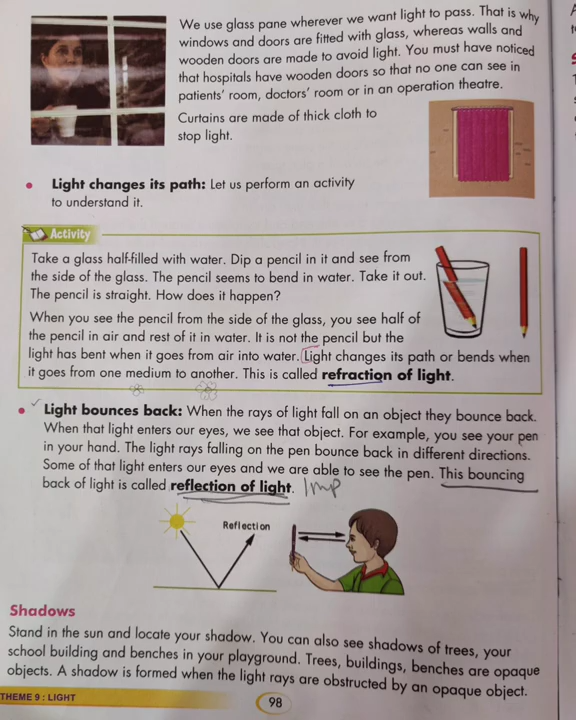 We use glass pane wherever we want light to pass. That is why
windows and doors are fitted with glass, whereas walls and
wooden doors are made to avoid light. You must have noticed
that hospitals have wooden doors so that no one can see in
patients' room, doctors' room or in an operation theatre.
Curtains are made of thick cloth to
stop light.
• Light changes its path: Let us perform an activity
to understand it.
Activity
Take a glass half-filled with water. Dip a pencil in it and see from
the side of the glass. The pencil seems to bend in water. Take it out.
The pencil is straight. How does it happen?
When you see the pencil from the side of the glass, you see half of
the pencil in air and rest of it in water. It is not the pencil but the
light has bent when it goes from air into water. Light changes its path or bends when
it goes from one medium to another. This is called refraction of light.
• Light bounces back: When the rays of light fall on an object they bounce back.
When that light enters our eyes, we see that object. For example, you see your pen
in your hand. The light rays falling on the pen bounce back in different directions.
Some of that light enters our eyes and we are able to see the pen. This bouncing
back of light is called reflection of light. Imp
Reflection
Shadows
Stand in the sun and locate your shadow. You can also see shadows of trees, your
school building and benches in your playground. Trees, buildings, benches are opaque
objects. A shadow is formed when the light rays are obstructed by an opaque object.
THEME 9 : LIGHT
98